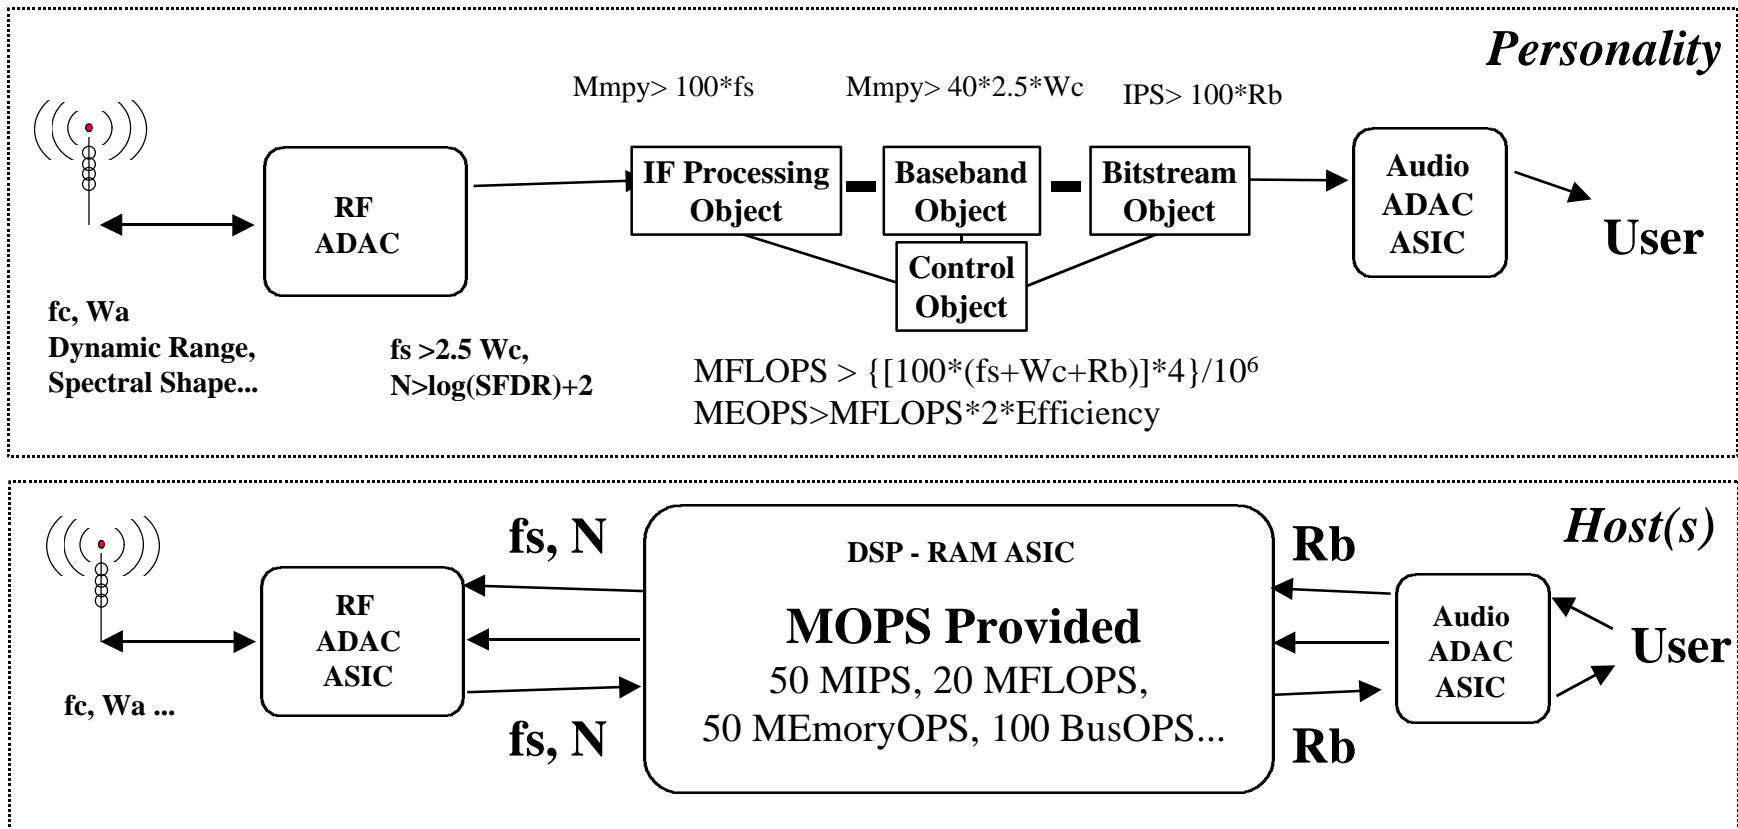 Personality
Mmpy> 100*fs
Mmpy> 40*2.5*Wc
IPS> 100*Rb
RF
ADAC
IF Processing
Object
Baseband
Object
Bitstream
Object
Control
Object
Audio
ADAC
ASIC
User
fc, Wa
Dynamic Range,
Spectral Shape...
fs >2.5 Wc,
N>log(SFDR)+2
MFLOPS > {[100*(fs+Wc+Rb)]*4}/10⁶
MEOPS>MFLOPS*2*Efficiency
Host(s)
fs, N
DSP - RAM ASIC
Rb
RF
ADAC
ASIC
MOPS Provided
50 MIPS, 20 MFLOPS,
50 MEmoryOPS, 100 BusOPS...
Audio
ADAC
ASIC
User
fc, Wa ...
fs, N
Rb